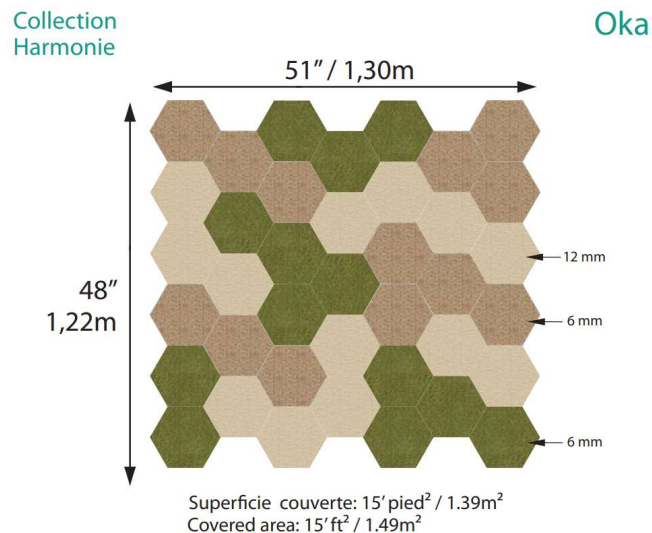 Collection
Harmonie
Oka
51” / 1,30m
48”
1,22m
12 mm
6 mm
6 mm
Superficie couverte: 15’ pied² / 1.39m²
Covered area: 15’ ft² / 1.49m²